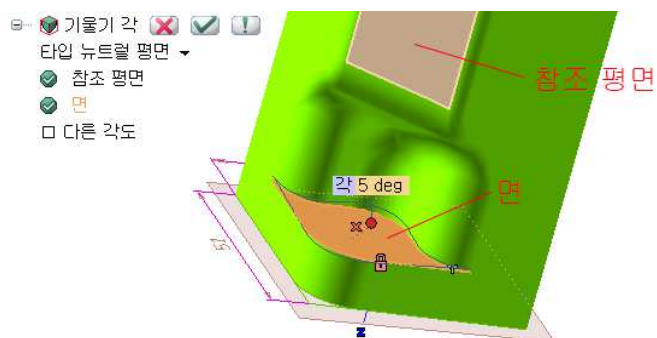 기울기 각
타입 뉴트럴 평면
참조 평면
면
다른 각도
참조 평면
각 5 deg
면
X
Y
Z